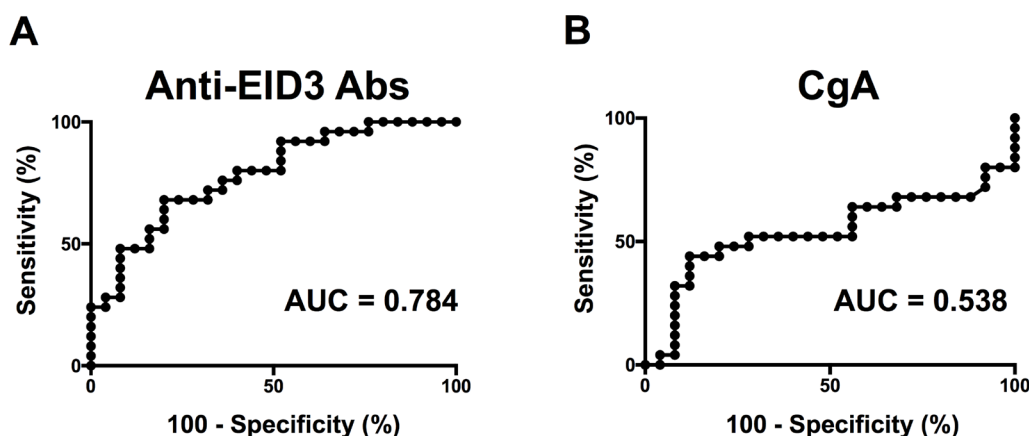 A
Anti-EID3 Abs
Sensitivity (%)
100
50
0
AUC = 0.784
0
50
100
100 - Specificity (%)
B
CgA
Sensitivity (%)
100
50
0
AUC = 0.538
0
50
100
100 - Specificity (%)